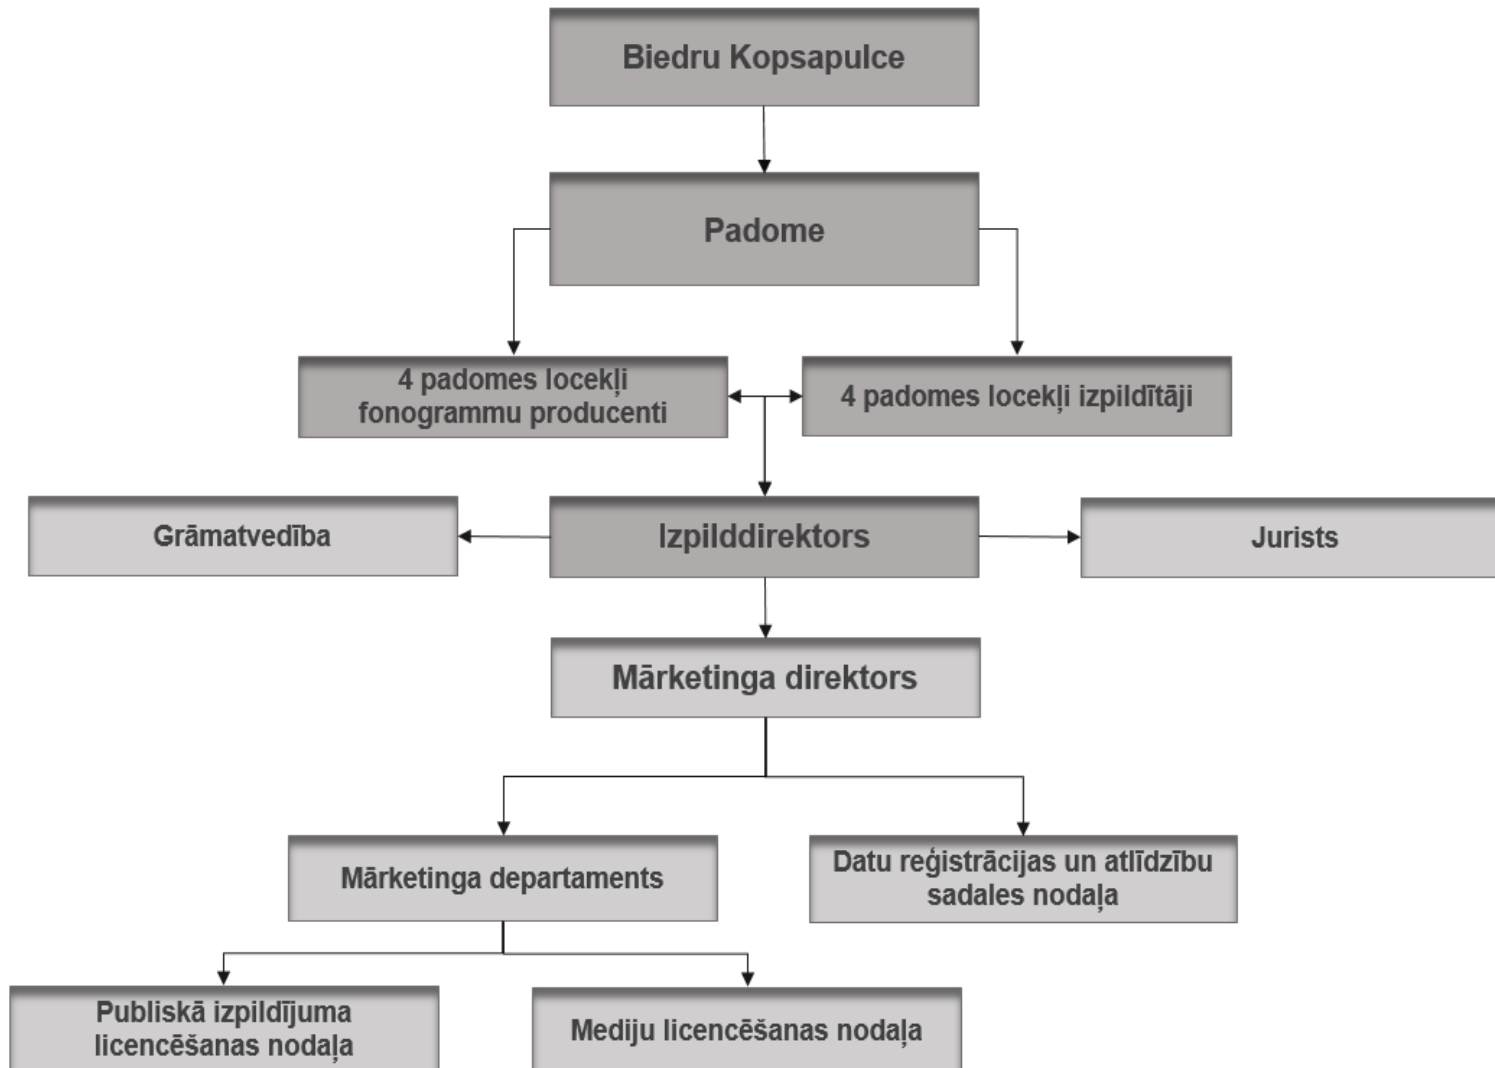 Biedru Kopsapulce
Padome
4 padomes locekļi
fonogrammu producenti
4 padomes locekļi izpildītāji
Grāmatvedība
Izpilddirektors
Jurists
Mārketinga direktors
Mārketinga departaments
Datu reģistrācijas un atlīdzību
sadales nodaļa
Publiskā izpildījuma
licencēšanas nodaļa
Mediju licencēšanas nodaļa